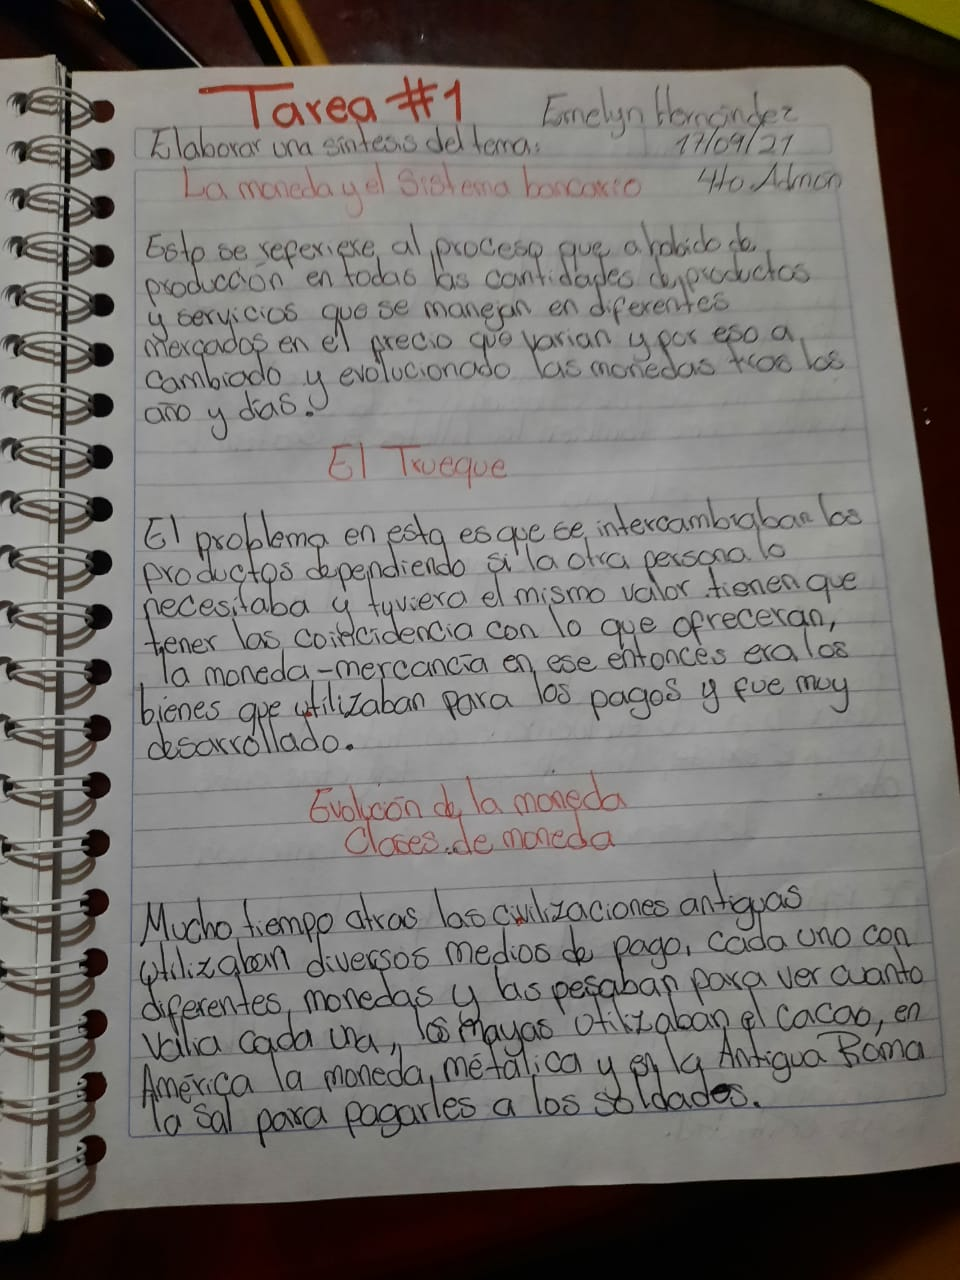 Tarea #1
Emelyn Hernández
Elaborar una síntesis del tema:
17/09/21
La moneda y el Sistema bancario
4to Admon
Esto se referiere al proceso que a habido de
producción en todas las cantidades de productos
y servicios que se manejan en diferentes
mercados en el precio que varian y por eso a
cambiado y evolucionado las monedas tras los
año y días.
El Trueque
El problema en esto es que se intercambiaban los
productos dependiendo si la otra persona lo
necesitaba y tuviera el mismo valor tienen que
tener las coincidencia con lo que ofreceran,
la moneda-mercancía en ese entonces era los
bienes que utilizaban para los pagos y fue muy
desarrollado.
Evolución de la moneda
Clases de moneda
Mucho tiempo atras las civilizaciones antiguas
utilizaban diversos medios de pago, cada uno con
diferentes monedas y las pesaban para ver cuanto
valia cada una, los mayas utilizaban el cacao, en
América la moneda métalica y en la Antigua Roma
la sal para pagarles a los soldados.